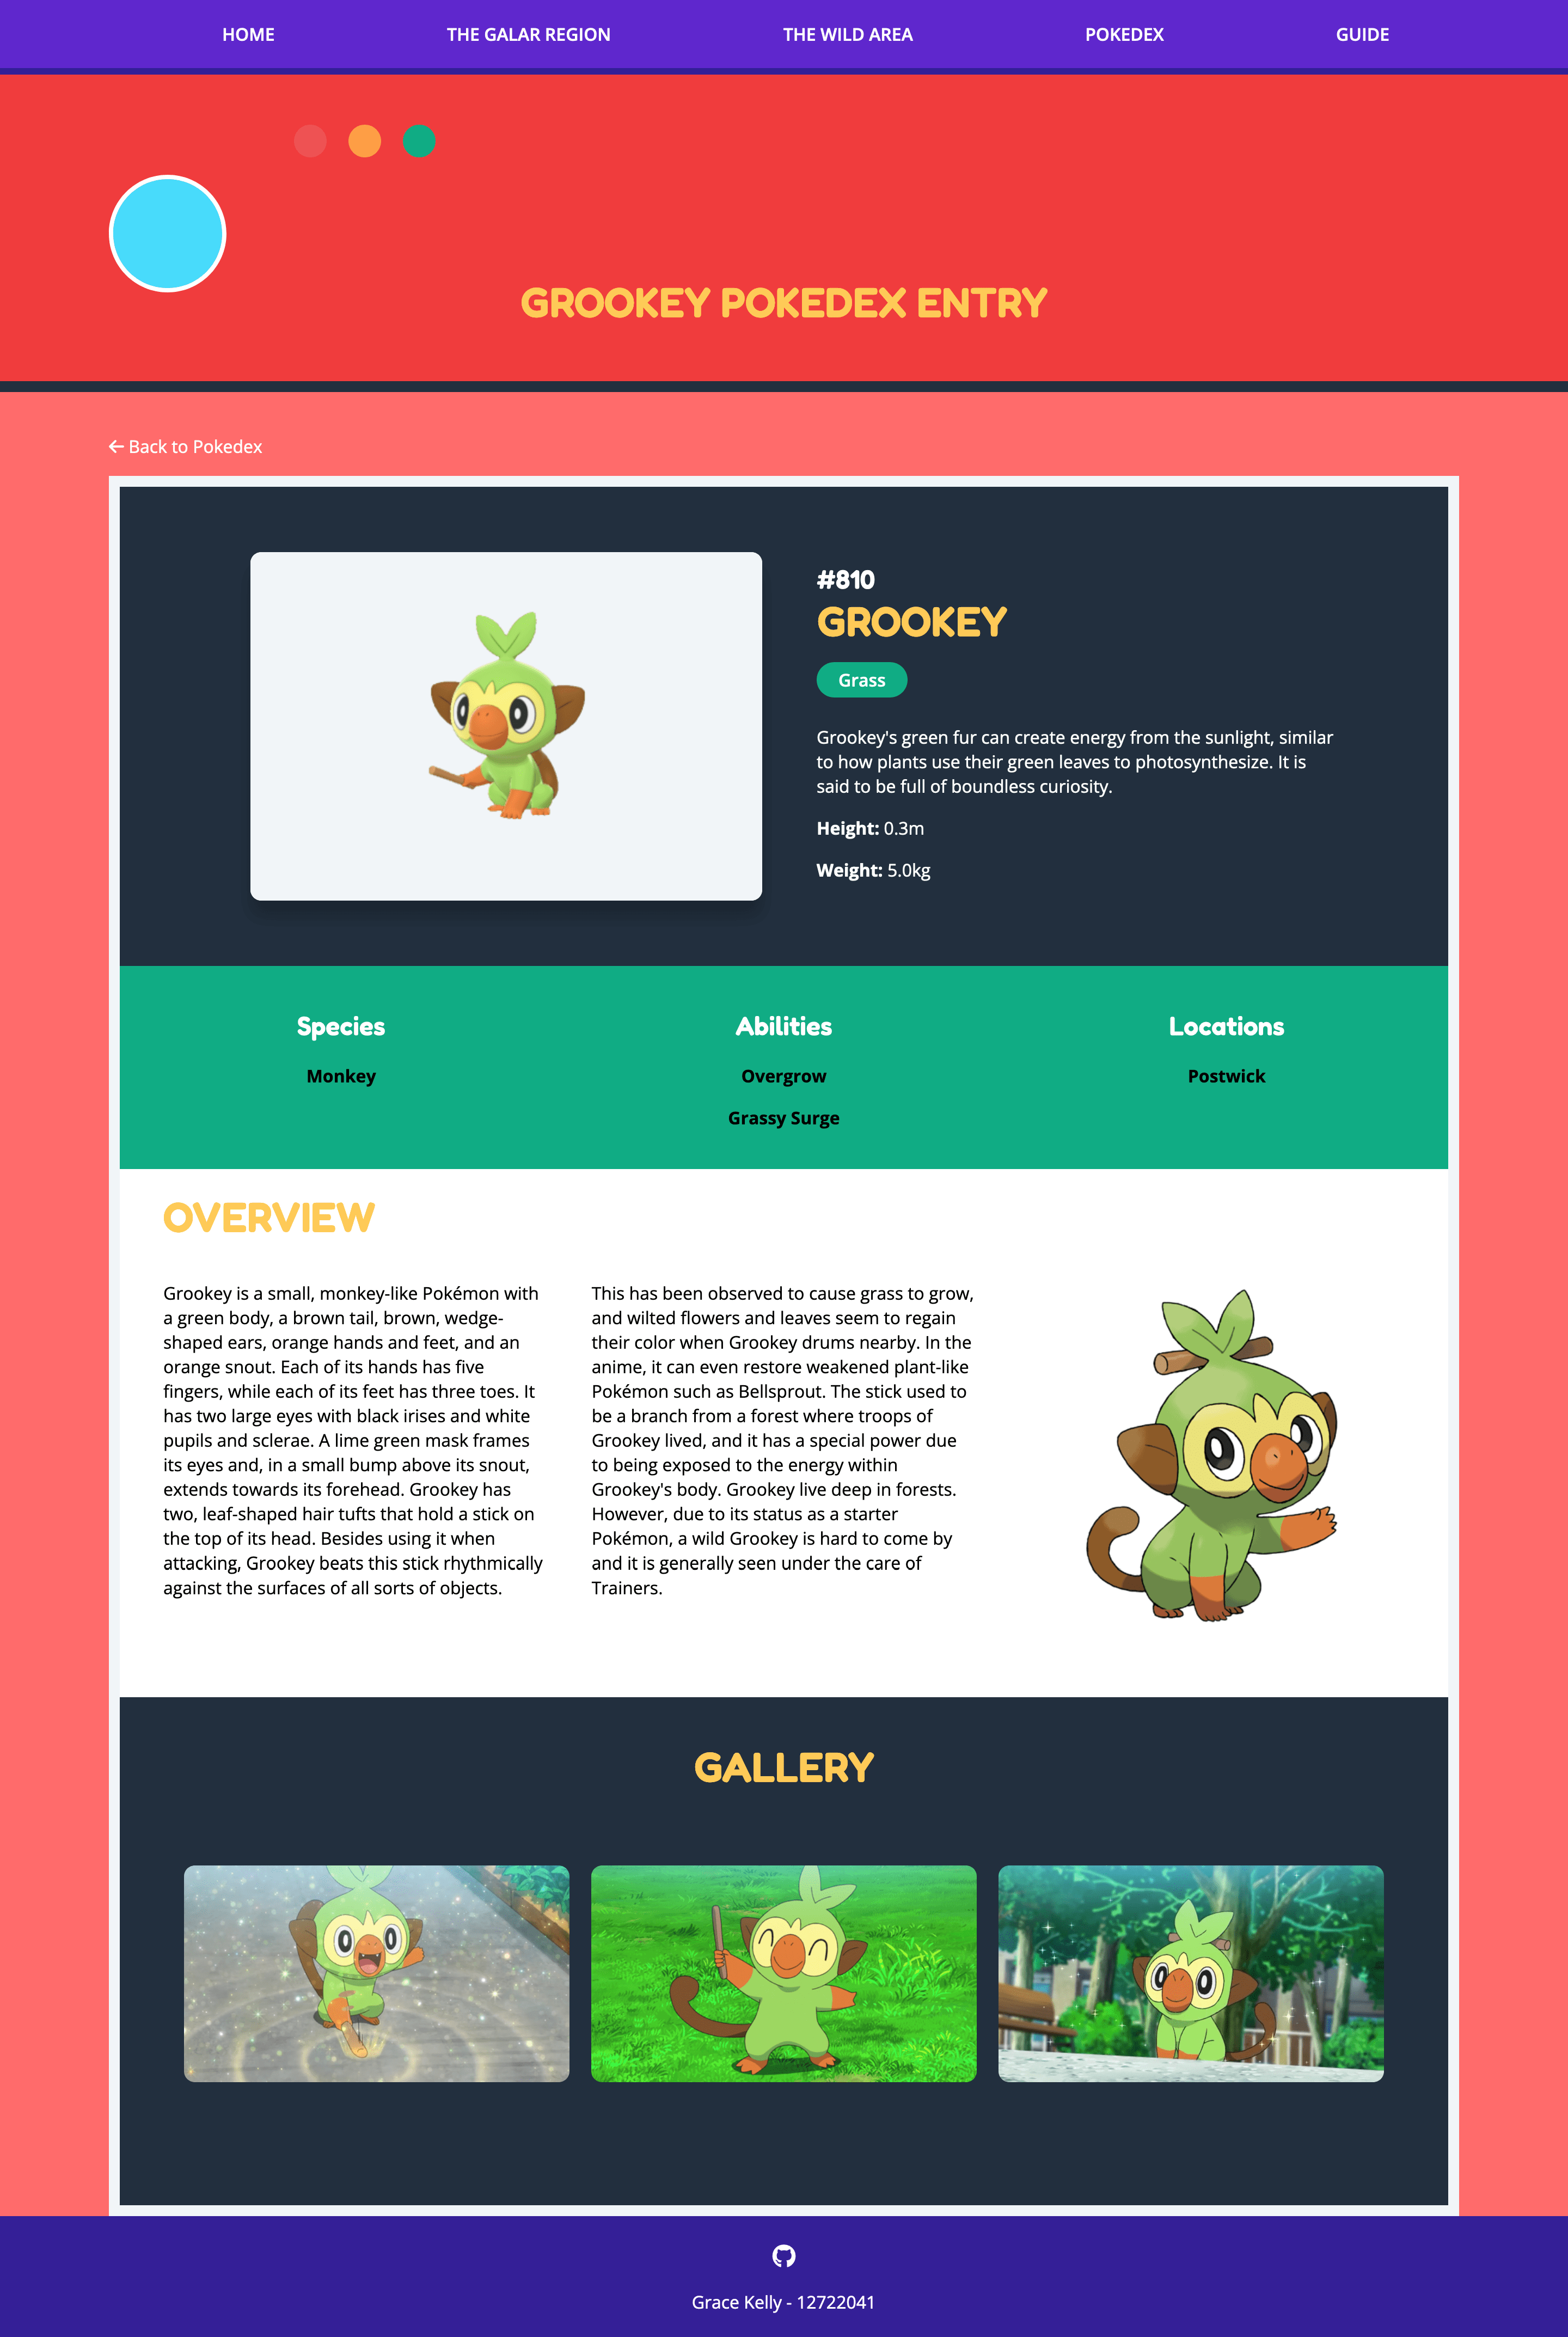 HOME THE GALAR REGION THE WILD AREA POKEDEX GUIDE
GROOKEY POKEDEX ENTRY
Back to Pokedex
#810
GROOKEY
Grass
Grookey's green fur can create energy from the sunlight, similar
to how plants use their green leaves to photosynthesize. It is
said to be full of boundless curiosity.
Height: 0.3m
Weight: 5.0kg
Species
Monkey
Abilities
Overgrow
Grassy Surge
Locations
Postwick
OVERVIEW
Grookey is a small, monkey-like Pokémon with
a green body, a brown tail, brown, wedge-
shaped ears, orange hands and feet, and an
orange snout. Each of its hands has five
fingers, while each of its feet has three toes. It
has two large eyes with black irises and white
pupils and sclerae. A lime green mask frames
its eyes and, in a small bump above its snout,
extends towards its forehead. Grookey has
two, leaf-shaped hair tufts that hold a stick on
the top of its head. Besides using it when
attacking, Grookey beats this stick rhythmically
against the surfaces of all sorts of objects.
This has been observed to cause grass to grow,
and wilted flowers and leaves seem to regain
their color when Grookey drums nearby. In the
anime, it can even restore weakened plant-like
Pokémon such as Bellsprout. The stick used to
be a branch from a forest where troops of
Grookey lived, and it has a special power due
to being exposed to the energy within
Grookey's body. Grookey live deep in forests.
However, due to its status as a starter
Pokémon, a wild Grookey is hard to come by
and it is generally seen under the care of
Trainers.
GALLERY
Grace Kelly - 12722041